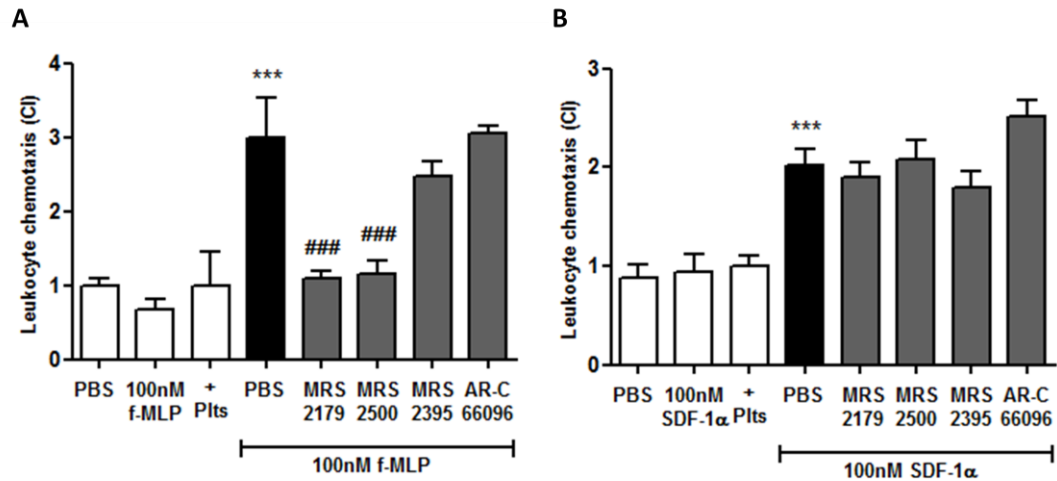 A
Leukocyte chemotaxis (CI)
4
3
2
1
0
***
###
###
PBS
100nM
f-MLP
+
Plts
PBS
MRS
2179
MRS
2500
MRS
2395
AR-C
66096
100nM f-MLP
B
Leukocyte chemotaxis (CI)
3
2
1
0
***
PBS
100nM
SDF-1α
+
Plts
PBS
MRS
2179
MRS
2500
MRS
2395
AR-C
66096
100nM SDF-1α